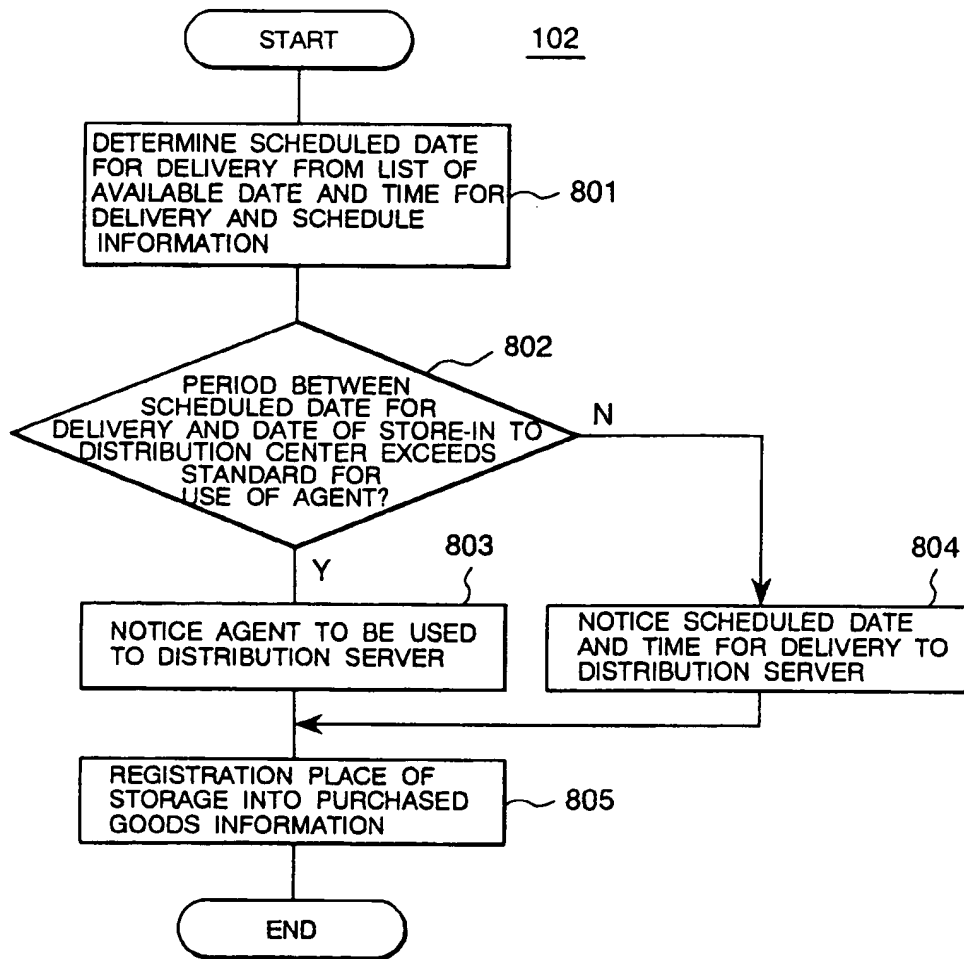 START
102
DETERMINE SCHEDULED DATE
FOR DELIVERY FROM LIST OF
AVAILABLE DATE AND TIME FOR
DELIVERY AND SCHEDULE
INFORMATION
801
802
PERIOD BETWEEN
SCHEDULED DATE FOR
DELIVERY AND DATE OF STORE-IN TO
DISTRIBUTION CENTER EXCEEDS
STANDARD FOR
USE OF AGENT?
N
Y
803
NOTICE AGENT TO BE USED
TO DISTRIBUTION SERVER
804
NOTICE SCHEDULED DATE
AND TIME FOR DELIVERY TO
DISTRIBUTION SERVER
REGISTRATION PLACE OF
STORAGE INTO PURCHASED
GOODS INFORMATION
805
END